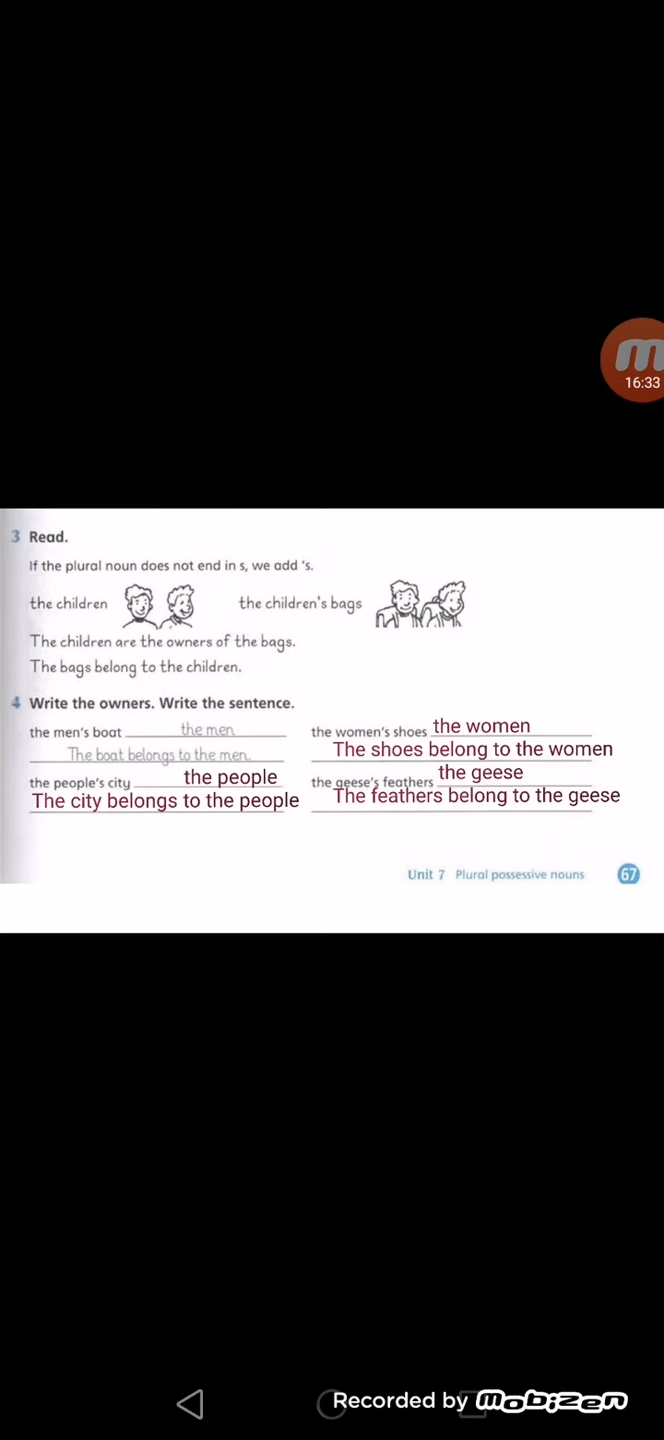 m
16:33
3 Read.
If the plural noun does not end in s, we add 's.
the children the children's bags
The children are the owners of the bags.
The bags belong to the children.
4 Write the owners. Write the sentence.
the men's boat the men
The boat belongs to the men.
the people's city the people
The city belongs to the people
the women's shoes the women
The shoes belong to the women
the geese's feathers the geese
The feathers belong to the geese
Unit 7 Plural possessive nouns 67
Recorded by mobizen